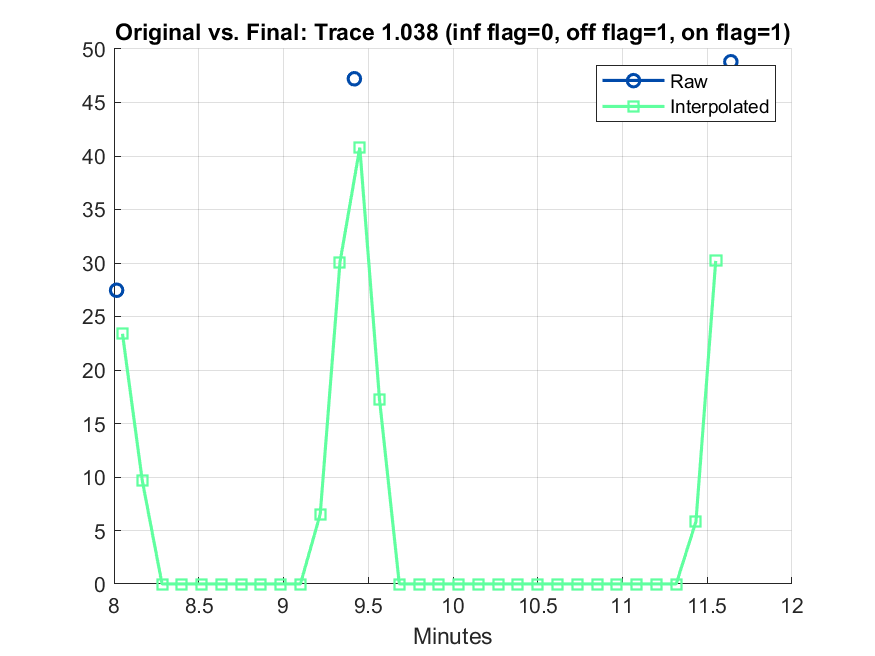 Original vs. Final: Trace 1.038 (inf flag=0, off flag=1, on flag=1)
50
45
40
35
30
25
20
15
10
5
0
Raw
Interpolated
8 8.5 9 9.5 10 10.5 11 11.5 12
Minutes